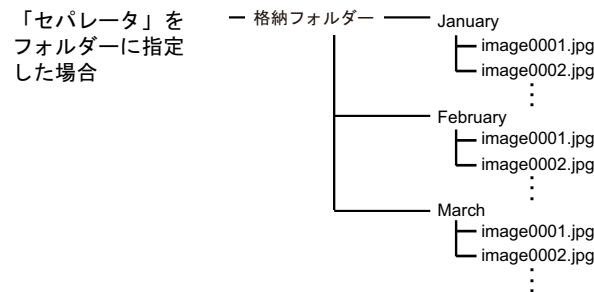 「セパレータ」を
フォルダーに指定
した場合
格納フォルダー
January
image0001.jpg
image0002.jpg
February
image0001.jpg
image0002.jpg
March
image0001.jpg
image0002.jpg